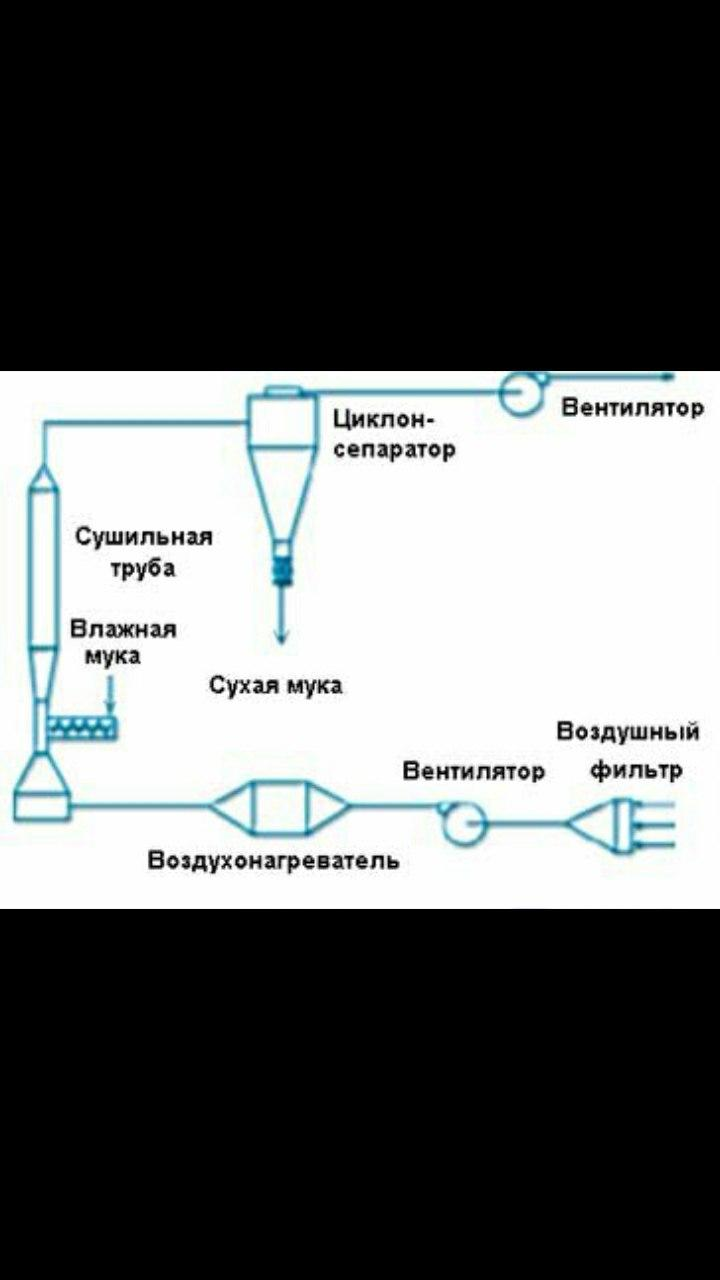 Вентилятор
Циклон-
сепаратор
Сушильная
труба
Влажная
мука
Сухая мука
Воздушный
фильтр
Вентилятор
Воздухонагреватель